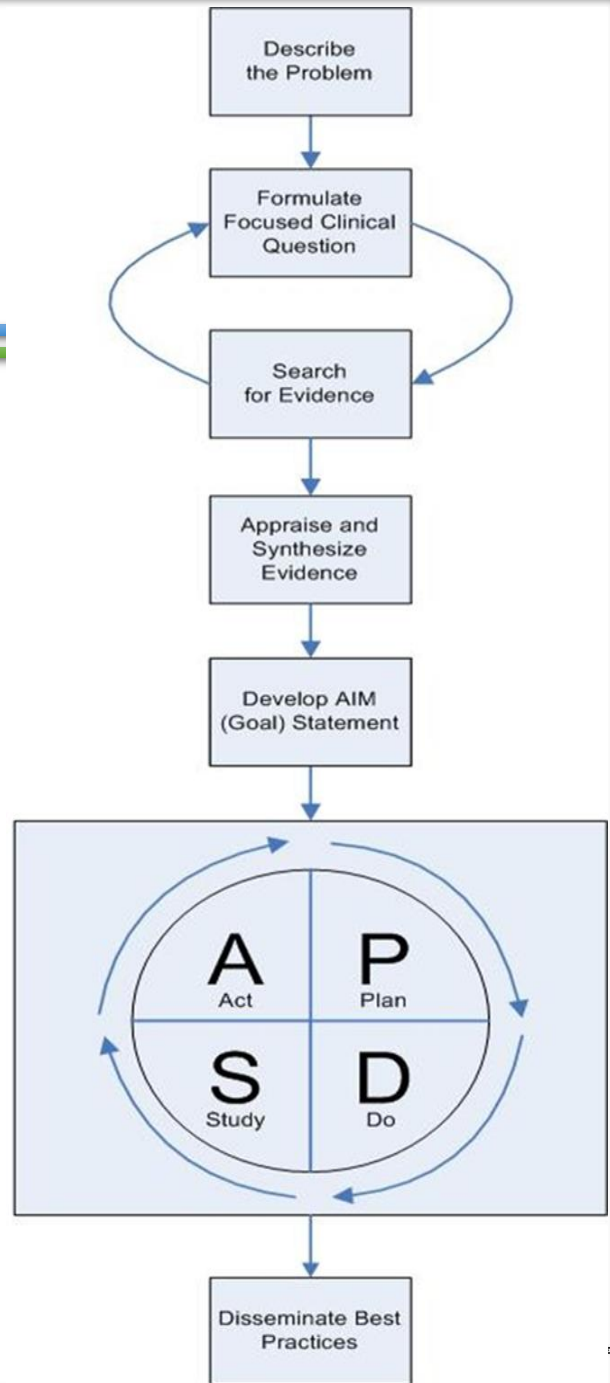 Describe
the Problem
Formulate
Focused Clinical
Question
Search
for Evidence
Appraise and
Synthesize
Evidence
Develop AIM
(Goal) Statement
A
Act
P
Plan
S
Study
D
Do
Disseminate Best
Practices